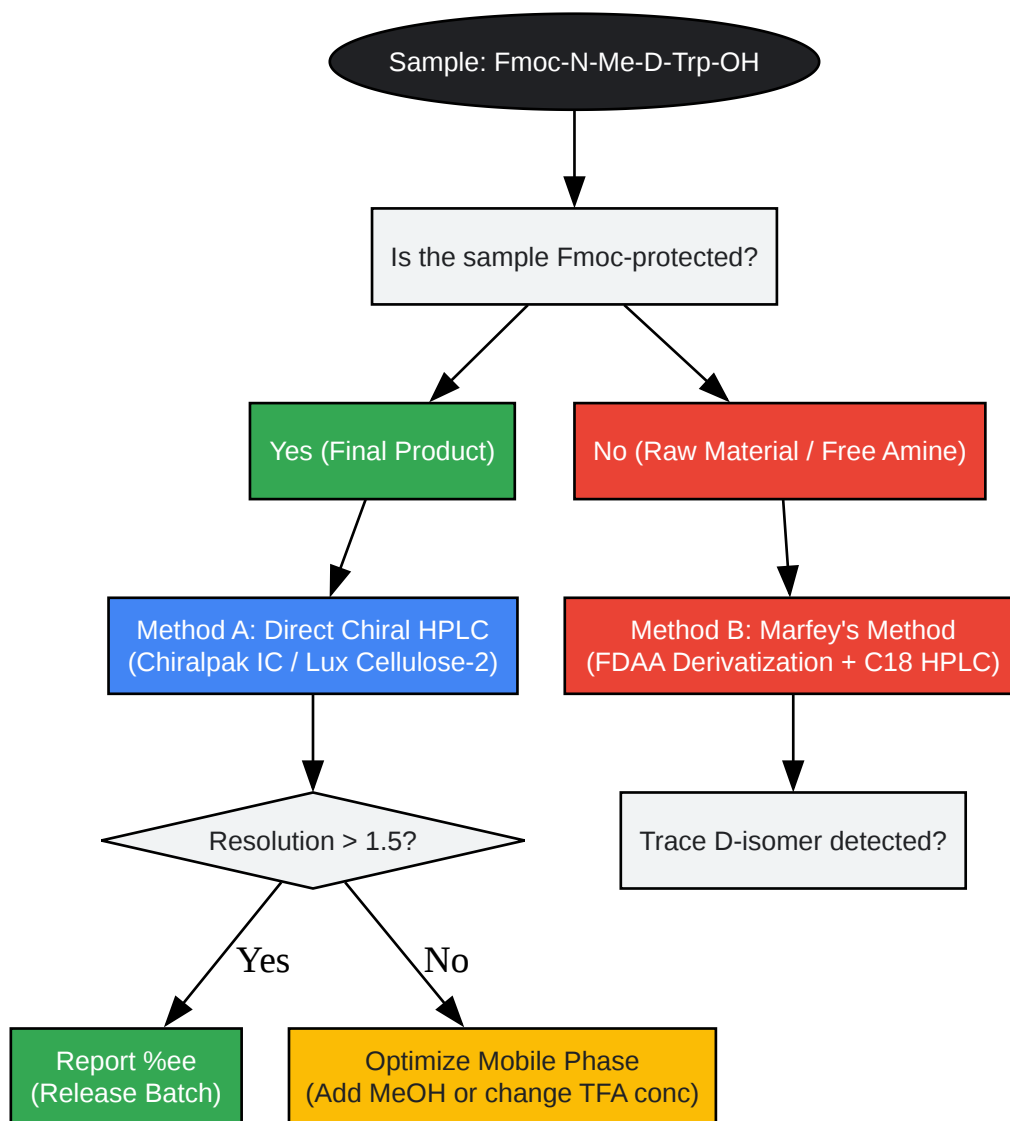 Sample: Fmoc-N-Me-D-Trp-OH
Is the sample Fmoc-protected?
Yes (Final Product)
No (Raw Material / Free Amine)
Method A: Direct Chiral HPLC
(Chiralpak IC / Lux Cellulose-2)
Method B: Marfey's Method
(FDAA Derivatization + C18 HPLC)
Resolution > 1.5?
Trace D-isomer detected?
Yes
No
Report %ee
(Release Batch)
Optimize Mobile Phase
(Add MeOH or change TFA conc)